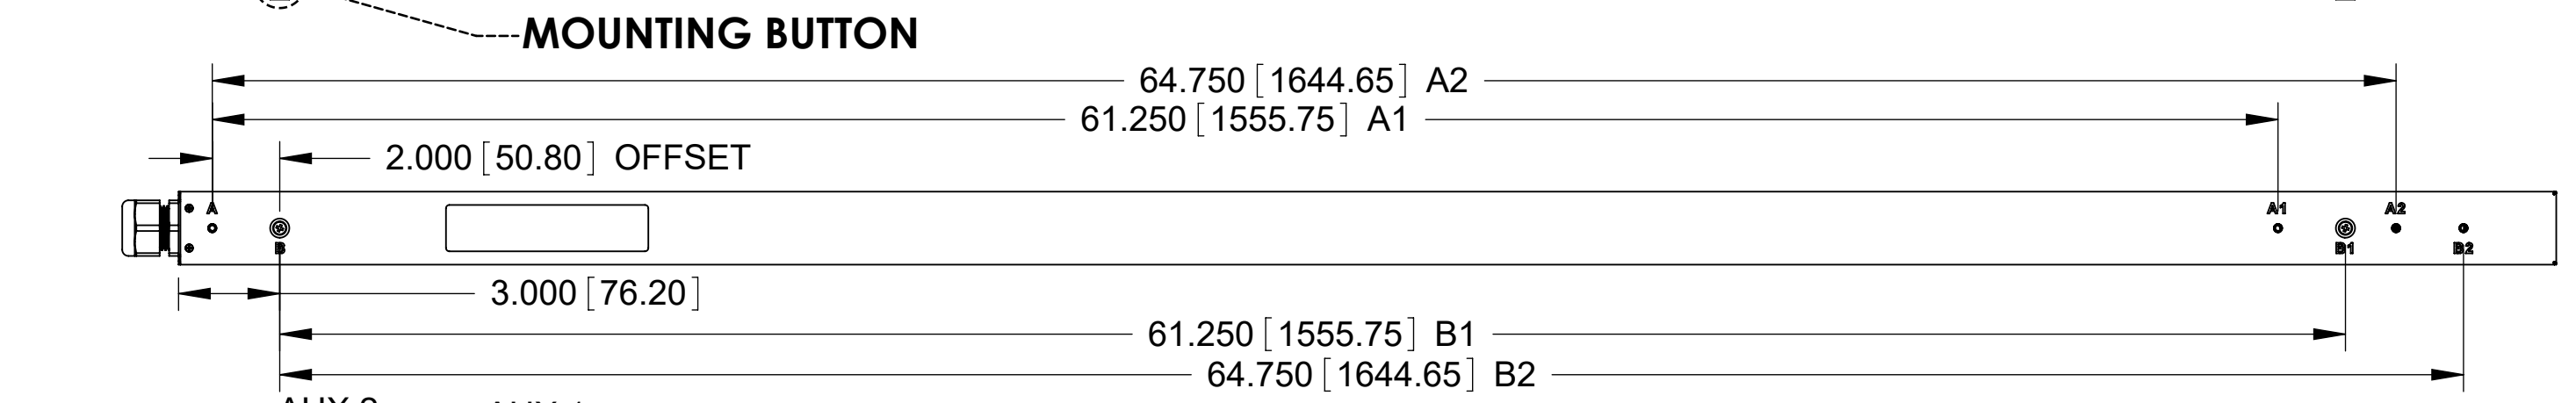 MOUNTING BUTTON
64.750 [1644.65] A2
61.250 [1555.75] A1
2.000 [50.80] OFFSET
A
A1
A2
B
B1
B2
3.000 [76.20]
61.250 [1555.75] B1
64.750 [1644.65] B2